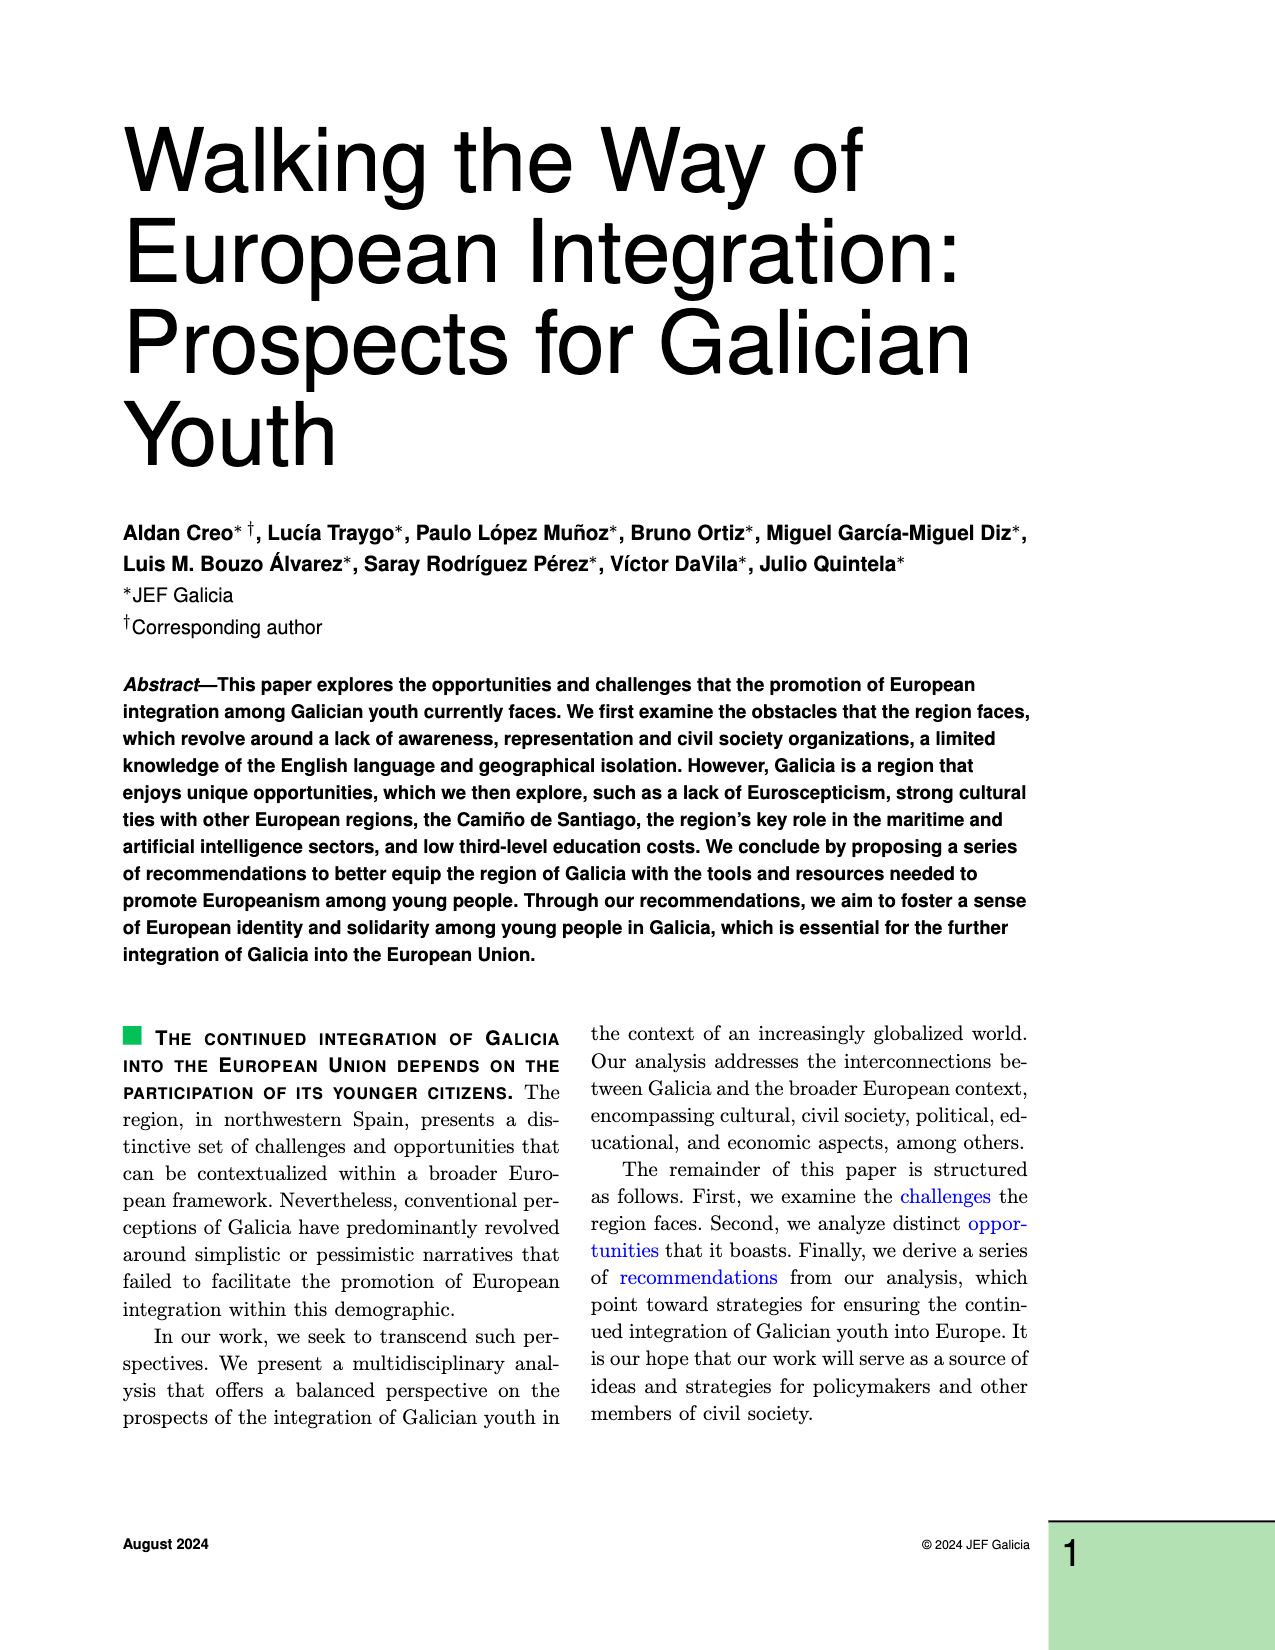 Walking the Way of
European Integration:
Prospects for Galician
Youth
Aldan Creo∗ †, Lucía Traygo∗, Paulo López Muñoz∗, Bruno Ortiz∗, Miguel García-Miguel Diz∗,
Luis M. Bouzo Álvarez∗, Saray Rodríguez Pérez∗, Víctor DaVila∗, Julio Quintela∗
∗JEF Galicia
†Corresponding author
Abstract—This paper explores the opportunities and challenges that the promotion of European
integration among Galician youth currently faces. We first examine the obstacles that the region faces,
which revolve around a lack of awareness, representation and civil society organizations, a limited
knowledge of the English language and geographical isolation. However, Galicia is a region that
enjoys unique opportunities, which we then explore, such as a lack of Euroscepticism, strong cultural
ties with other European regions, the Camiño de Santiago, the region's key role in the maritime and
artificial intelligence sectors, and low third-level education costs. We conclude by proposing a series
of recommendations to better equip the region of Galicia with the tools and resources needed to
promote Europeanism among young people. Through our recommendations, we aim to foster a sense
of European identity and solidarity among young people in Galicia, which is essential for the further
integration of Galicia into the European Union.
THE CONTINUED INTEGRATION OF GALICIA
INTO THE EUROPEAN UNION DEPENDS ON THE
PARTICIPATION OF ITS YOUNGER CITIZENS. The
region, in northwestern Spain, presents a dis-
tinctive set of challenges and opportunities that
can be contextualized within a broader Euro-
pean framework. Nevertheless, conventional per-
ceptions of Galicia have predominantly revolved
around simplistic or pessimistic narratives that
failed to facilitate the promotion of European
integration within this demographic.
In our work, we seek to transcend such per-
spectives. We present a multidisciplinary anal-
ysis that offers a balanced perspective on the
prospects of the integration of Galician youth in
the context of an increasingly globalized world.
Our analysis addresses the interconnections be-
tween Galicia and the broader European context,
encompassing cultural, civil society, political, ed-
ucational, and economic aspects, among others.
The remainder of this paper is structured
as follows. First, we examine the challenges the
region faces. Second, we analyze distinct oppor-
tunities that it boasts. Finally, we derive a series
of recommendations from our analysis, which
point toward strategies for ensuring the contin-
ued integration of Galician youth into Europe. It
is our hope that our work will serve as a source of
ideas and strategies for policymakers and other
members of civil society.
August 2024
© 2024 JEF Galicia
1